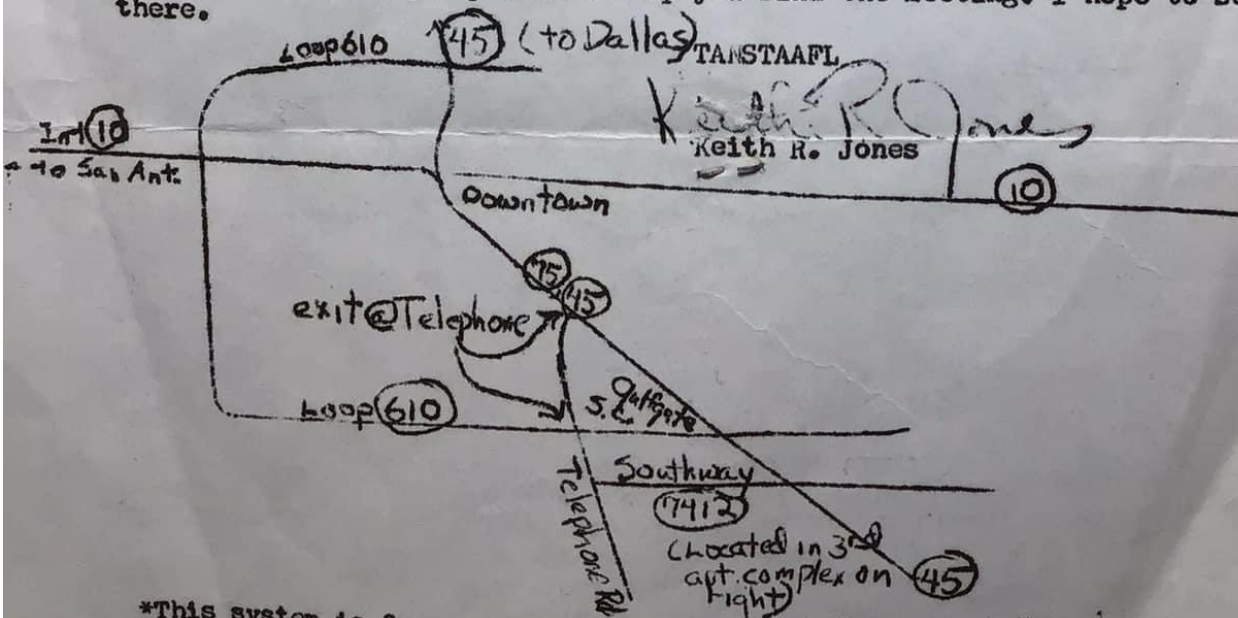 there.
Loop610
45 (to Dallas)
TANSTAAFL
Keith R Jones
Keith R. Jones
Int 10
to San Ant.
10
Downtown
75
45
exit@Telephone
Loop 610
Gulfgate
S.C
Southway
7412
Telephone Rd
(Located in 3rd
apt. complex on
right)
45
*This system